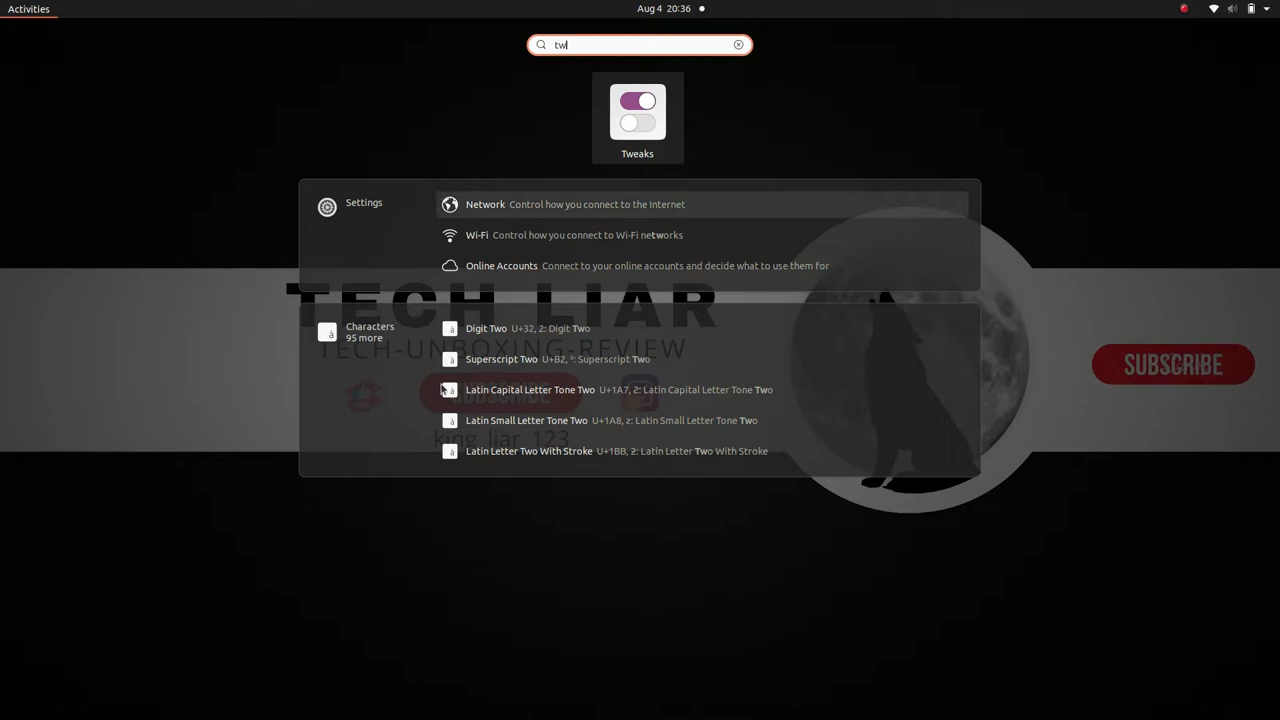 Activities
Aug 4 20:36
tw
Tweaks
Settings
Network Control how you connect to the Internet
Wi-Fi Control how you connect to Wi-Fi networks
Online Accounts Connect to your online accounts and decide what to use them for
TECH LIAR
TECH-UNBOXING-REVIEW
Characters
95 more
Digit Two U+32, 2: Digit Two
Superscript Two U+B2, ²: Superscript Two
Latin Capital Letter Tone Two U+1A7, Ƨ: Latin Capital Letter Tone Two
Latin Small Letter Tone Two U+1A8, ƨ: Latin Small Letter Tone Two
Latin Letter Two With Stroke U+1BB, ƻ: Latin Letter Two With Stroke
SUBSCRIBE
SUBSCRIBE
king_liar_123